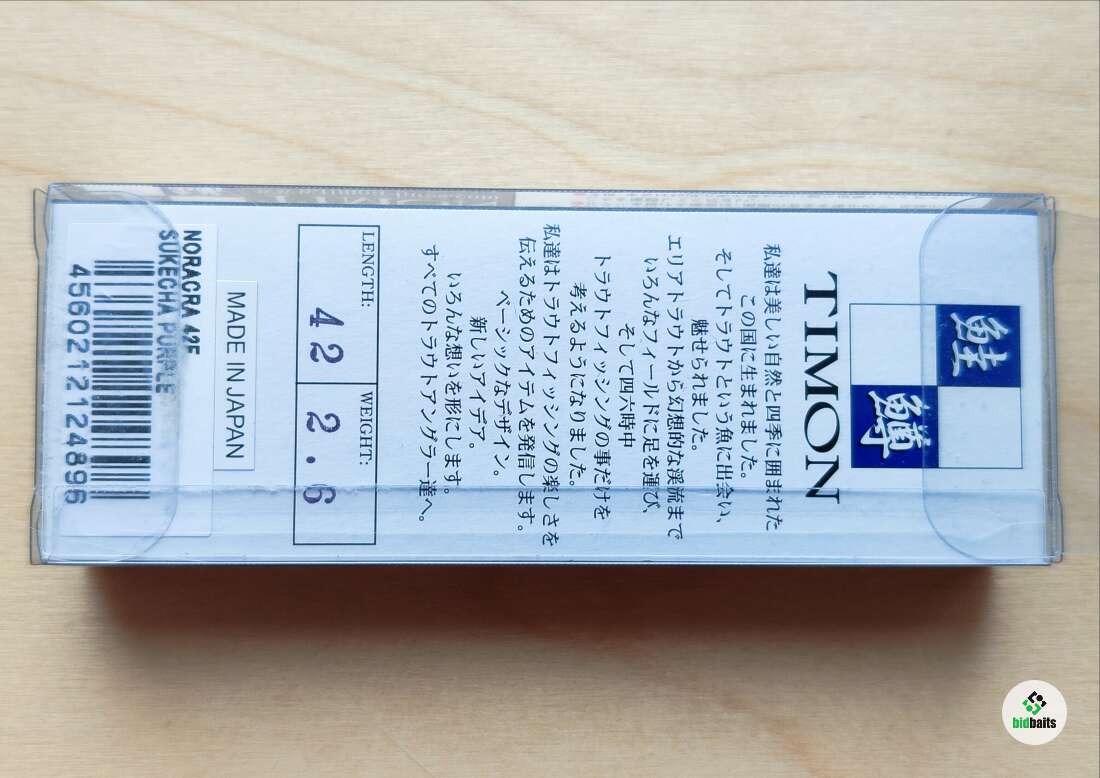 鮭
鱒
TIMON
私達は美しい自然と四季に囲まれた
この国に生まれました。
そしてトラウトという魚に出会い、
魅せられました。
エリアトラウトから幻想的な渓流まで
いろんなフィールドに足を運び、
トラウトフィッシングの事だけを
考えるようになりました。
そして四六時中
私達はトラウトフィッシングの楽しさを
伝えるためのアイテムを発信します。
ベーシックなデザイン。
新しいアイデア。
いろんな想いを形にします。
すべてのトラウトアングラー達へ。
LENGTH: WEIGHT:
42 2.6
MADE IN JAPAN
NORACRA 42F
SUKECHA PURPLE
4560212124896
bidbaits